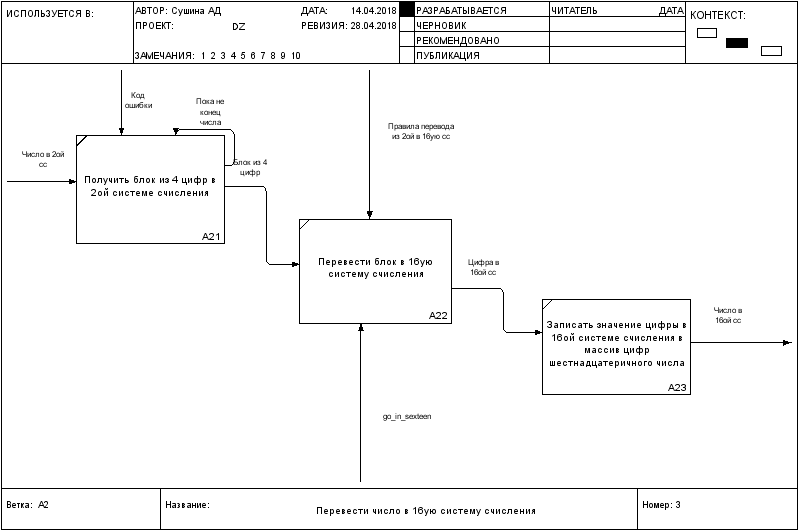 ИСПОЛЬЗУЕТСЯ В:
АВТОР: Сушина АД
ДАТА: 14.04.2018
ПРОЕКТ: DZ
РЕВИЗИЯ: 28.04.2018
ЗАМЕЧАНИЯ: 1 2 3 4 5 6 7 8 9 10
РАЗРАБАТЫВАЕТСЯ
ЧЕРНОВИК
РЕКОМЕНДОВАНО
ПУБЛИКАЦИЯ
ЧИТАТЕЛЬ ДАТА
КОНТЕКСТ:
Код
ошибки
Пока не
конец
числа
Число в 2ой
сс
Получить блок из 4 цифр в
2ой системе счисления
A21
Блок из 4
цифр
Правила перевода
из 2ой в 16ую сс
Перевести блок в 16ую
систему счисления
A22
Цифра в
16ой сс
Записать значение цифры в
16ой системе счисления в
массив цифр
шестнадцатеричного числа
A23
Число в
16ой сс
go_in_sexteen
Ветка: A2
Название:
Перевести число в 16ую систему счисления
Номер: 3